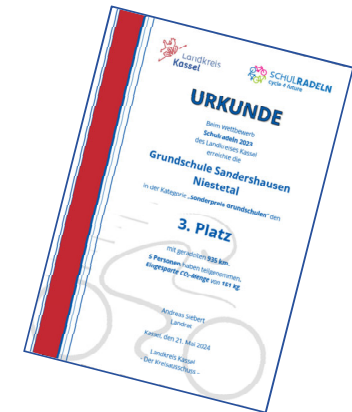 Landkreis
Kassel
SCHULRADELN
cycle 4 future
URKUNDE
Beim Wettbewerb
Schulradeln 2023
des Landkreises Kassel
erreichte die
Grundschule Sandershausen
Niestetal
in der Kategorie „Sonderpreis Grundschulen“ den
3. Platz
mit geradelten 936 km.
5 Personen haben teilgenommen,
Eingesparte CO₂-Menge von 151 kg.
Andreas Siebert
Landrat
Kassel, den 21. Mai 2024
Landkreis Kassel
- Der Kreisausschuss -